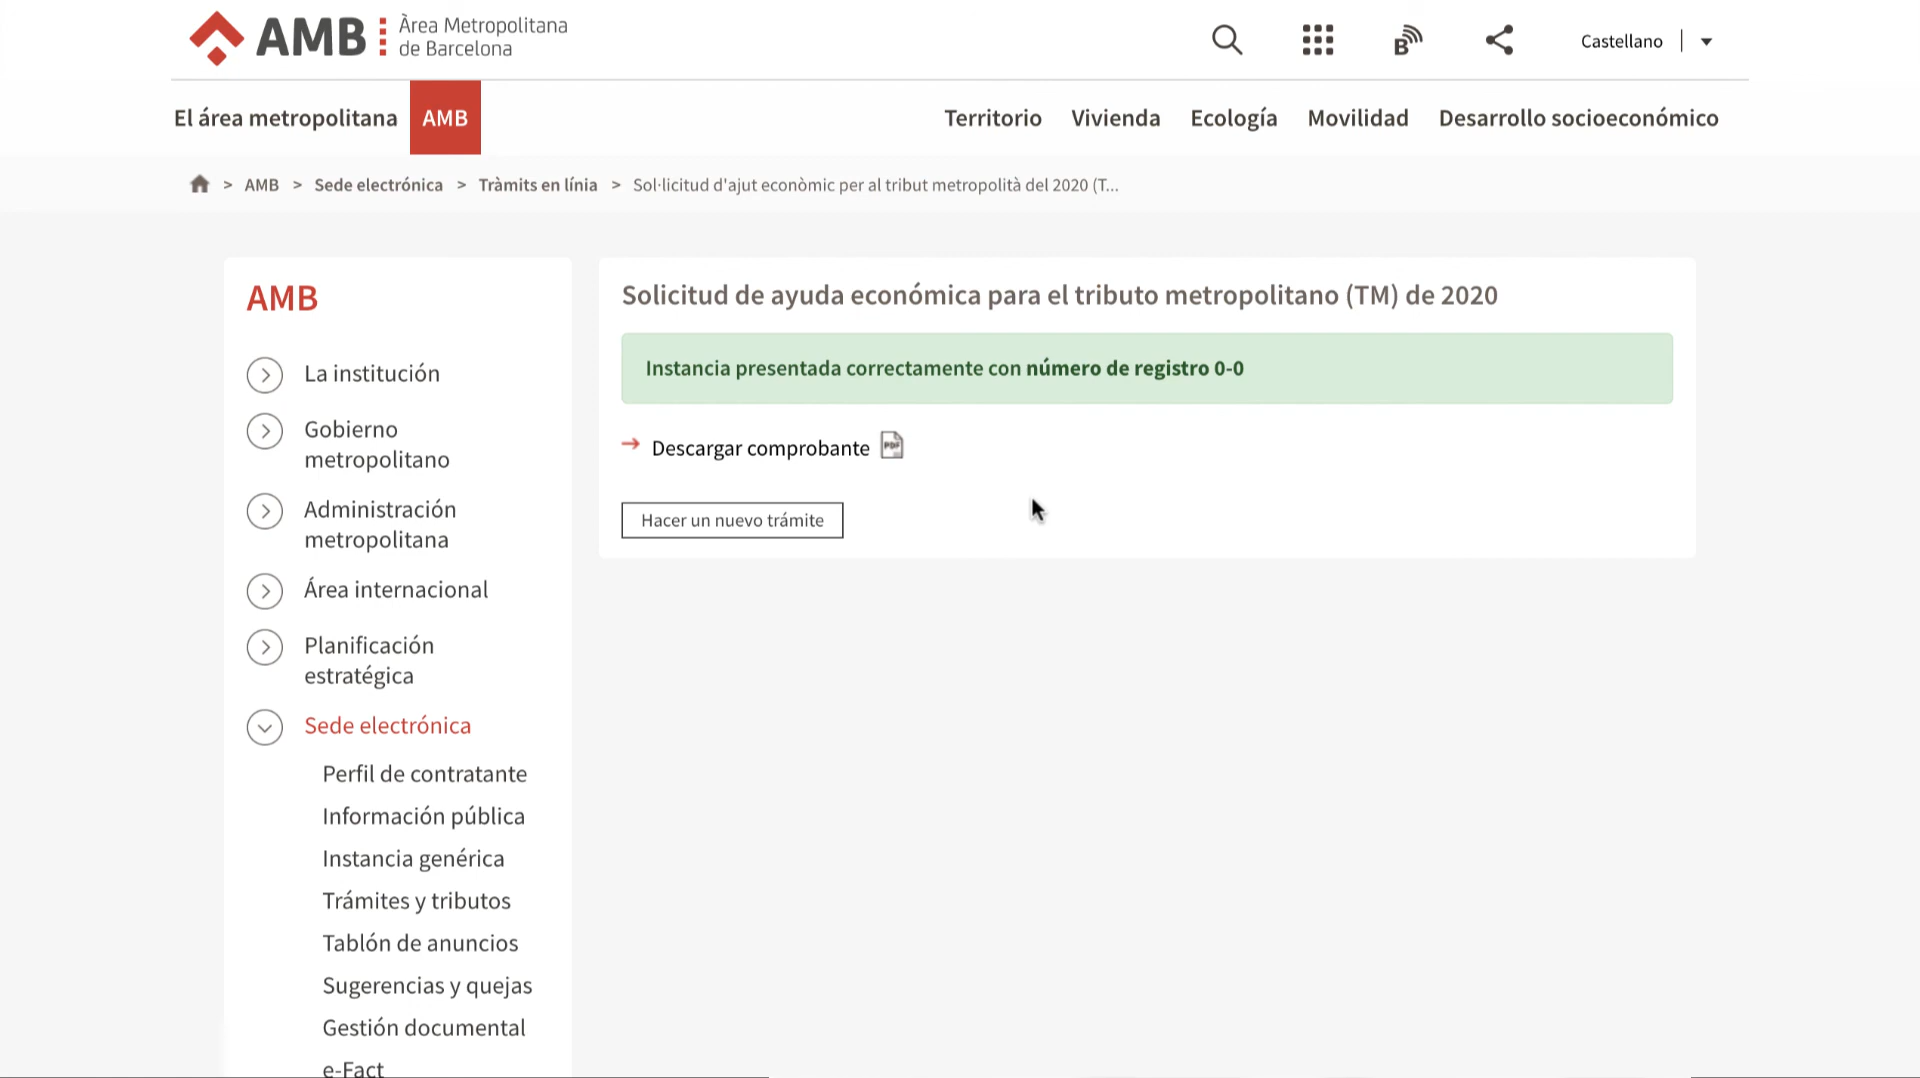 AMB
Àrea Metropolitana
de Barcelona
Castellano
El área metropolitana
AMB
Territorio
Vivienda
Ecología
Movilidad
Desarrollo socioeconómico
> AMB > Sede electrónica > Tràmits en línia > Sol·licitud d'ajut econòmic per al tribut metropolità del 2020 (T...
AMB
La institución
Gobierno
metropolitano
Administración
metropolitana
Área internacional
Planificación
estratégica
Sede electrónica
Perfil de contratante
Información pública
Instancia genérica
Trámites y tributos
Tablón de anuncios
Sugerencias y quejas
Gestión documental
e-Fact
Solicitud de ayuda económica para el tributo metropolitano (TM) de 2020
Instancia presentada correctamente con número de registro 0-0
Descargar comprobante PDF
Hacer un nuevo trámite